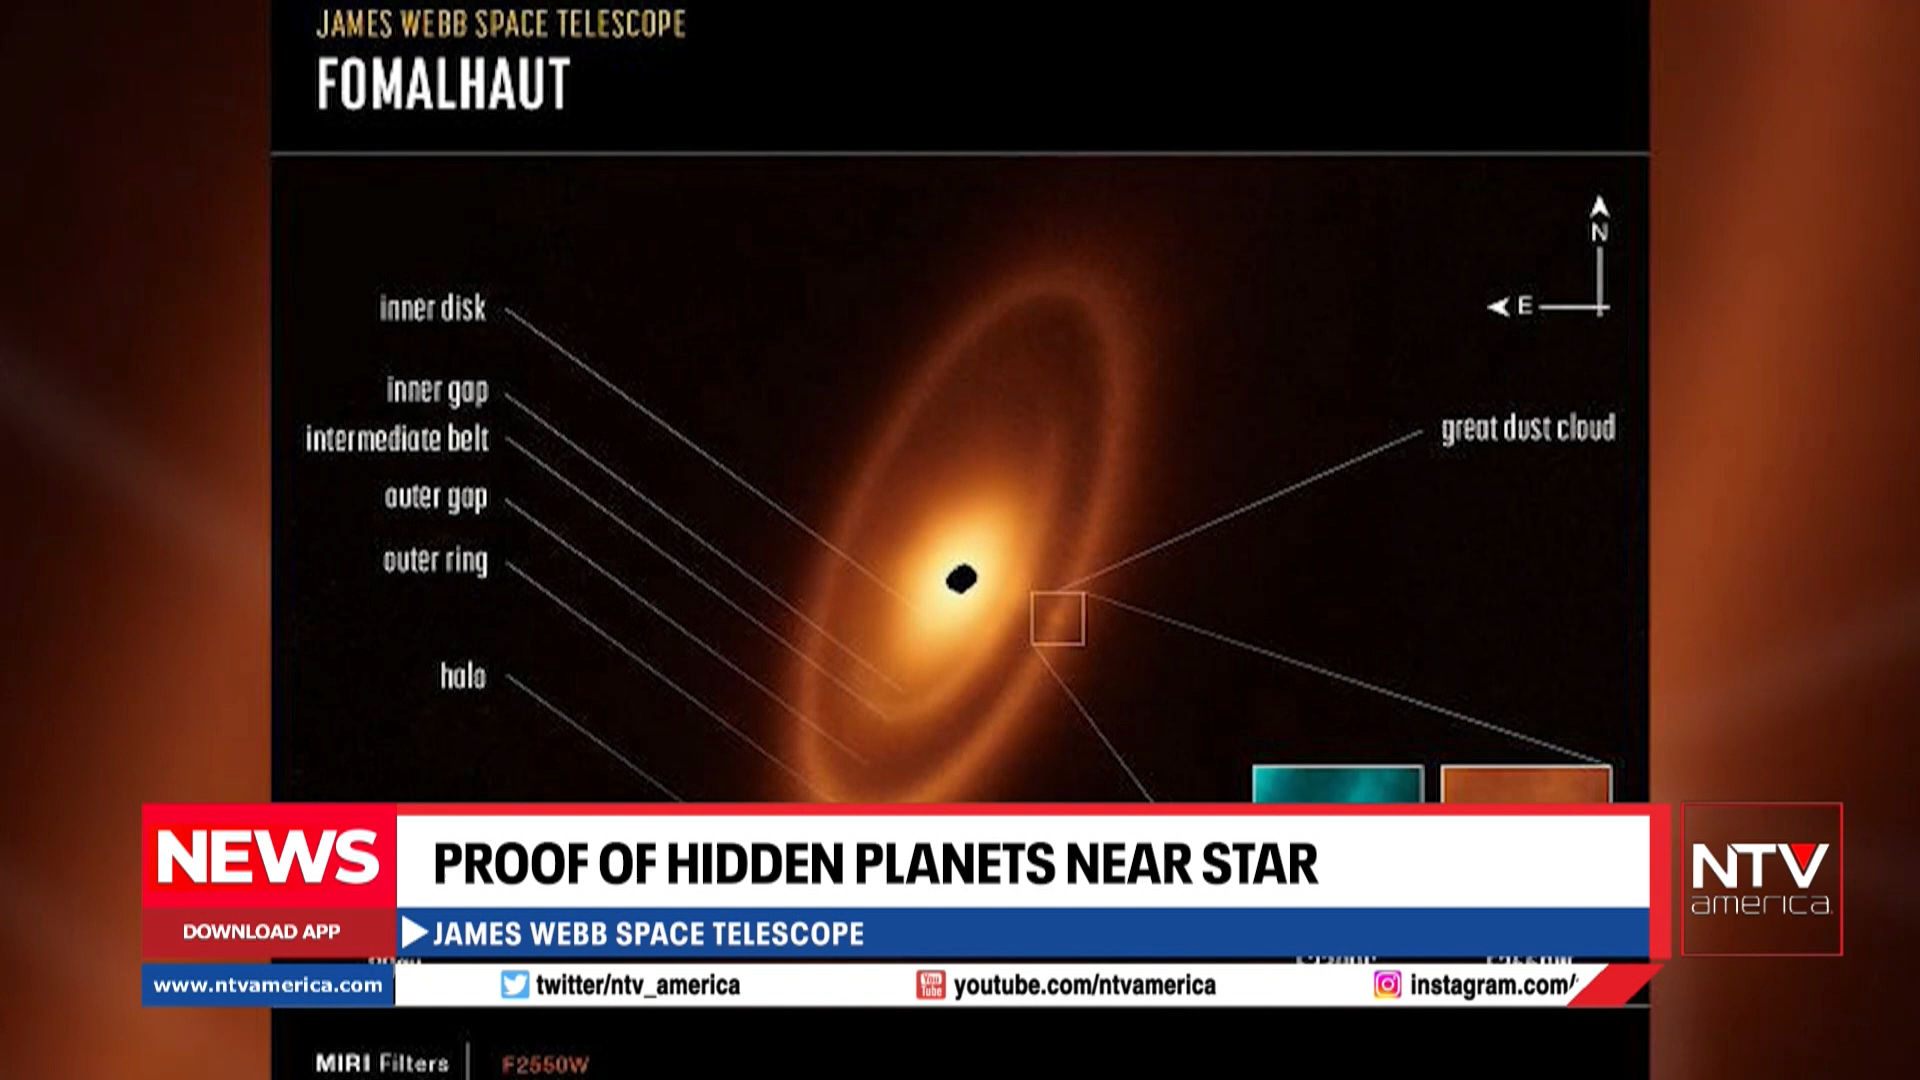 JAMES WEBB SPACE TELESCOPE
FOMALHAUT
N
E
inner disk
inner gap
intermediate belt
outer gap
outer ring
halo
great dust cloud
NEWS
PROOF OF HIDDEN PLANETS NEAR STAR
DOWNLOAD APP
JAMES WEBB SPACE TELESCOPE
NTV
america
www.ntvamerica.com
twitter/ntv_america
You
Tube
youtube.com/ntvamerica
instagram.com/
MIRI Filters
F2550W